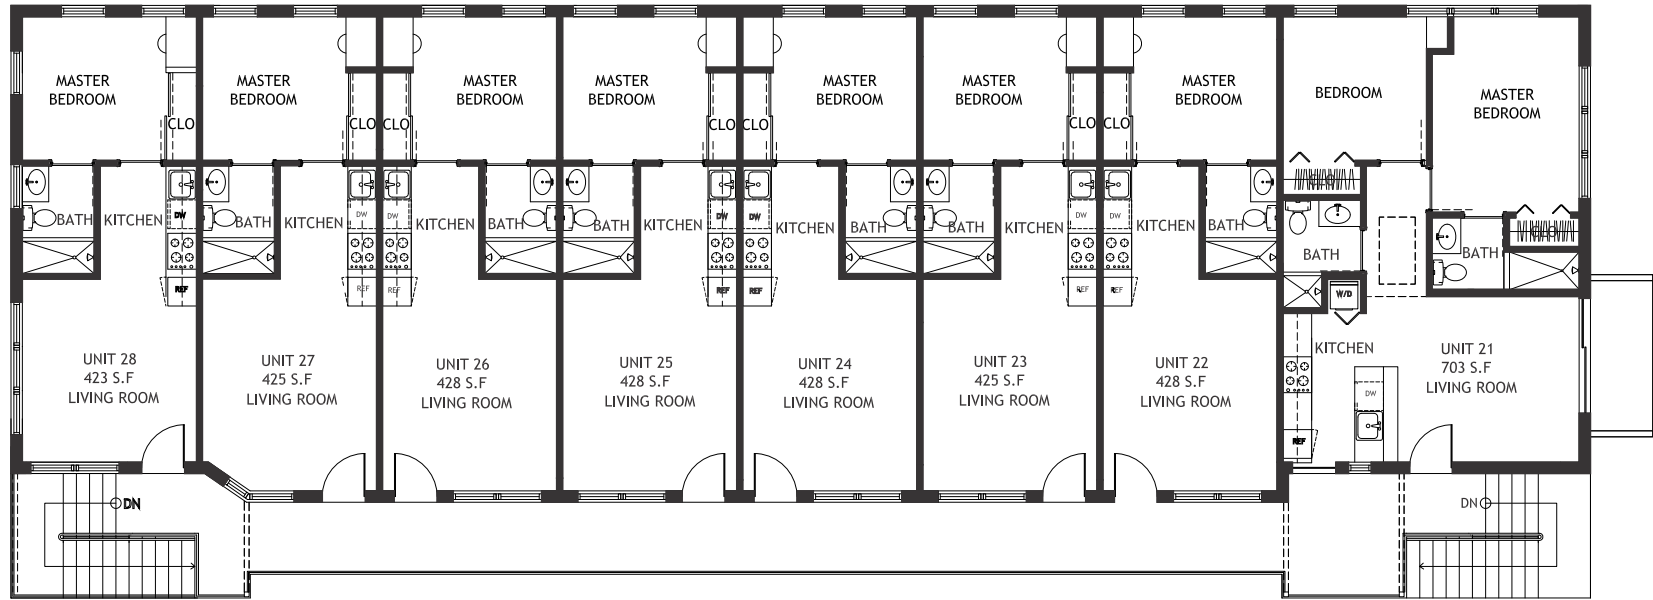 MASTER
BEDROOM
MASTER
BEDROOM
MASTER
BEDROOM
MASTER
BEDROOM
MASTER
BEDROOM
MASTER
BEDROOM
MASTER
BEDROOM
BEDROOM
MASTER
BEDROOM
CLO
CLO
CLO
CLO
CLO
CLO
CLO
CLO
CLO
BATH
KITCHEN
DW
BATH
KITCHEN
DW
DW
KITCHEN
BATH
BATH
KITCHEN
DW
DW
KITCHEN
BATH
BATH
KITCHEN
DW
DW
KITCHEN
BATH
BATH
BATH
REF
REF
REF
REF
REF
REF
REF
W/D
UNIT 28
423 S.F
LIVING ROOM
UNIT 27
425 S.F
LIVING ROOM
UNIT 26
428 S.F
LIVING ROOM
UNIT 25
428 S.F
LIVING ROOM
UNIT 24
428 S.F
LIVING ROOM
UNIT 23
425 S.F
LIVING ROOM
UNIT 22
428 S.F
LIVING ROOM
KITCHEN
UNIT 21
703 S.F
LIVING ROOM
DW
REF
DN
DN